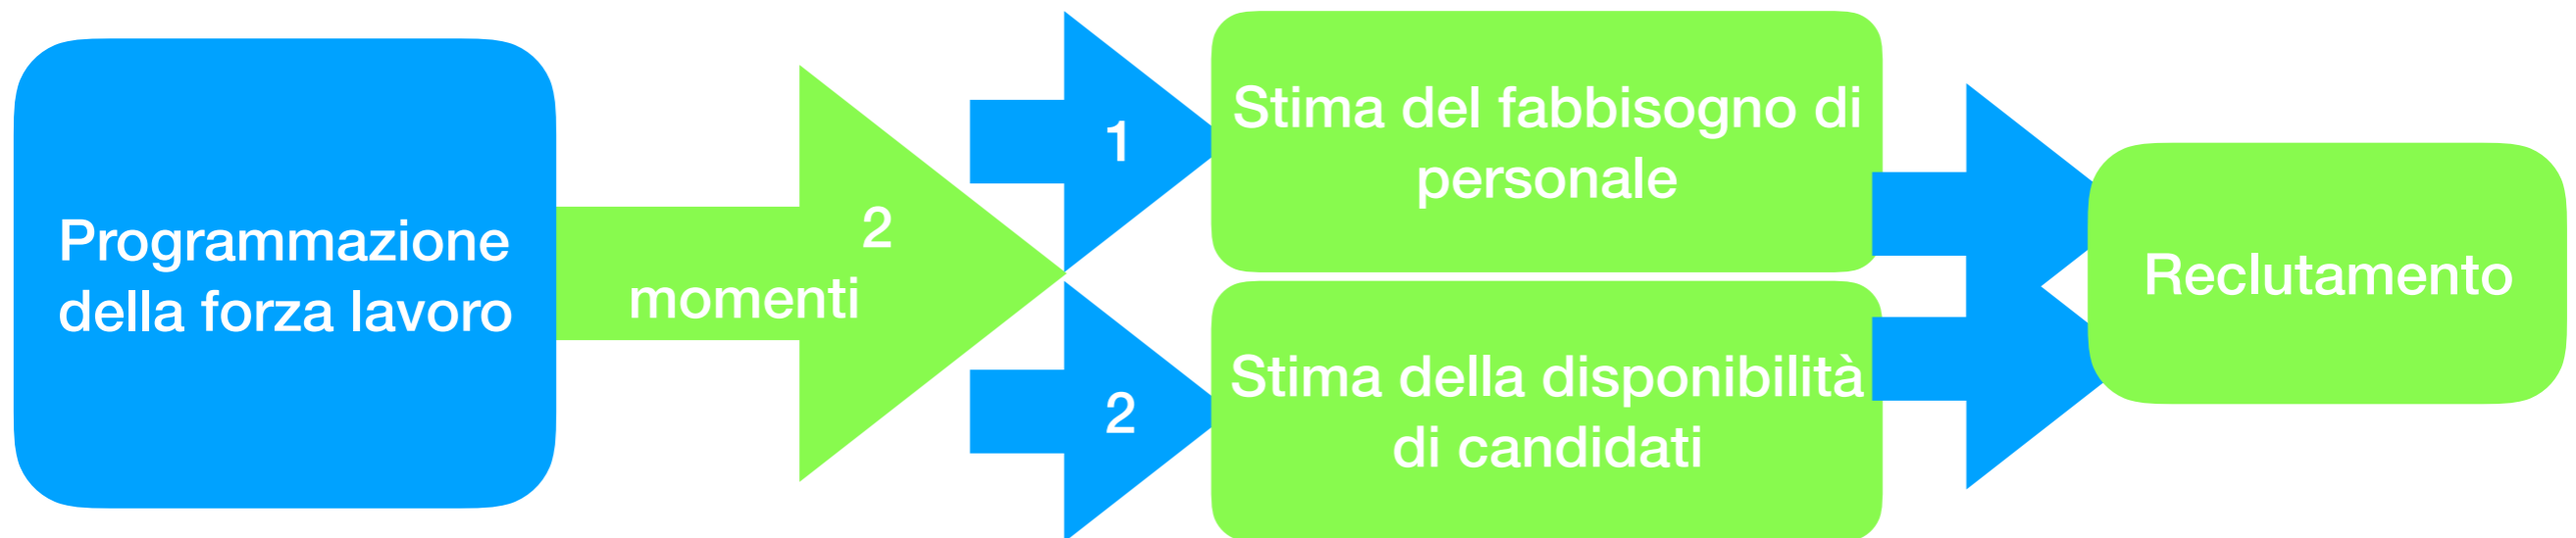 Programmazione
della forza lavoro
2
momenti
1
Stima del fabbisogno di
personale
2
Stima della disponibilità
di candidati
Reclutamento